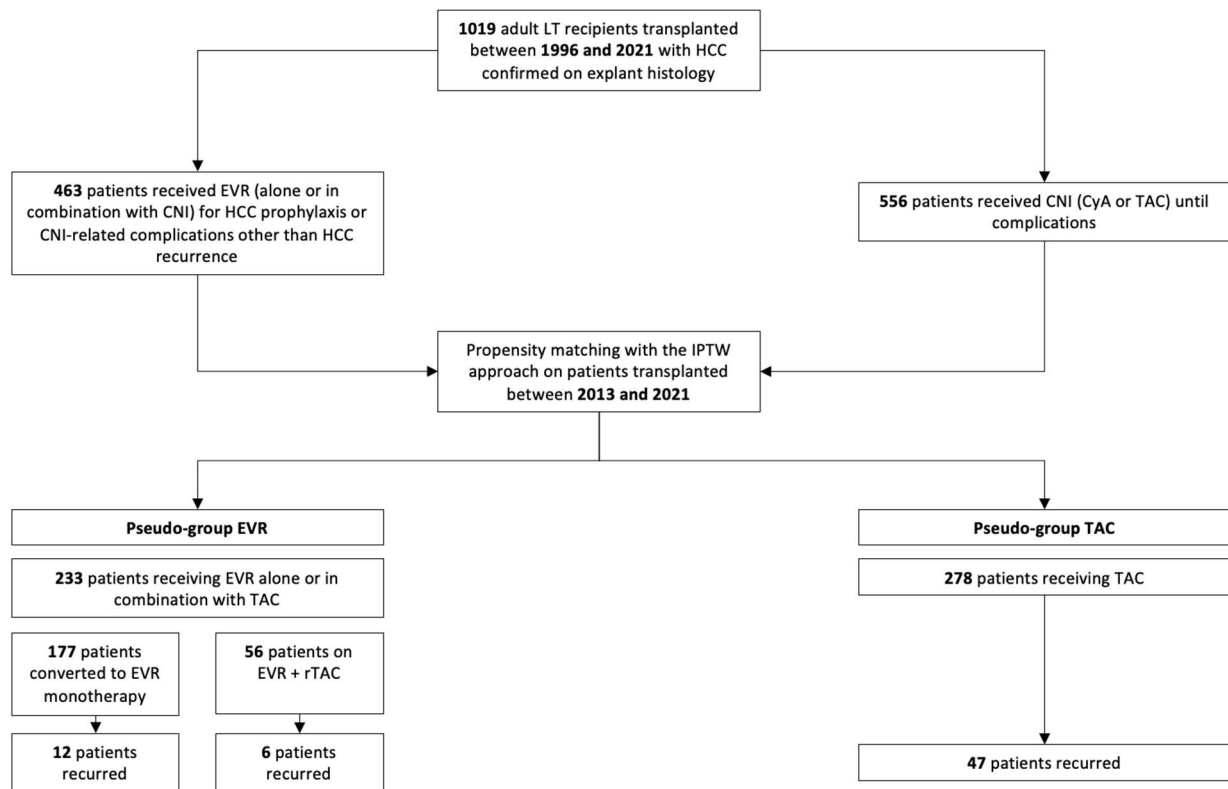 1019 adult LT recipients transplanted
between 1996 and 2021 with HCC
confirmed on explant histology
463 patients received EVR (alone or in
combination with CNI) for HCC prophylaxis or
CNI-related complications other than HCC
recurrence
556 patients received CNI (CyA or TAC) until
complications
Propensity matching with the IPTW
approach on patients transplanted
between 2013 and 2021
Pseudo-group EVR
Pseudo-group TAC
233 patients receiving EVR alone or in
combination with TAC
278 patients receiving TAC
177 patients
converted to EVR
monotherapy
56 patients on
EVR + rTAC
12 patients
recurred
6 patients
recurred
47 patients recurred